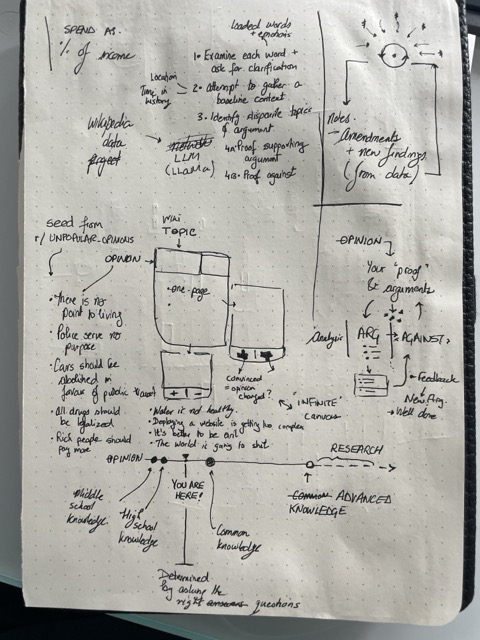 SPEND AS
% of income
Loaded words
+ emotions
1. Examine each word +
ask for clarification
Location
Time in
history
2. attempt to gather a
baseline context
3. Identify disparate topics
of argument
4A. Proof supporting
argument
4B. Proof against
wikipedia
data
project
LLM
(LLaMa)
Notes.
Amendments
+ new findings
(from data)
seed from
r/UNPOPULAR-OPINIONS
OPINION
wiki
TOPIC
one-page
+ -
+
convinced
= opinion
changed?
"INFINITE"
canvas
• There is no
point to living
• Police serve no
purpose
• Cars should be
abolished in
favour of public transport
• All drugs should
be legalized
• Rich people should
pay more
• Water is not healthy.
• Deploying a website is getting too complex
• It's better to be evil
• The world is going to shit.
OPINION
Your "proof"
& arguments
Analysis
ARG
AGAINST
Feedback
New Arg.
Well done
OPINION
YOU ARE
HERE!
RESEARCH
Middle
school
knowledge
High
school
knowledge
Common
knowledge
Common ADVANCED
KNOWLEDGE
Determined
by asking the
right answers questions